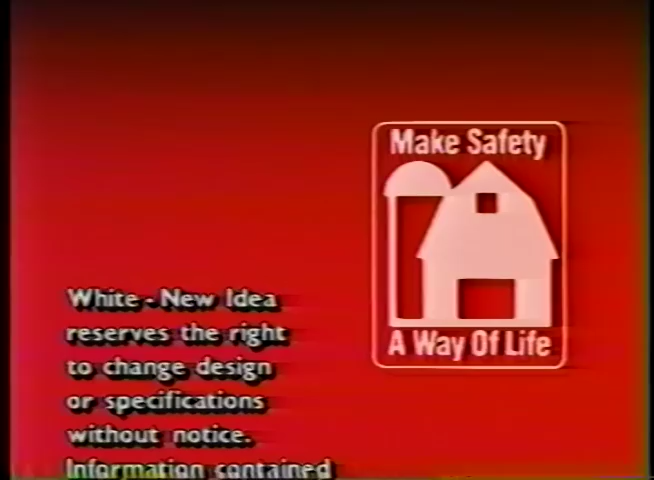 Make Safety
A Way Of Life
White - New Idea
reserves the right
to change design
or specifications
without notice.
Information contained